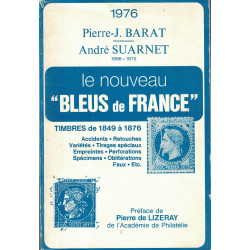 1976
Pierre-J. BARAT
André SUARNET
1898 - 1972
le nouveau
"BLEUS de FRANCE"
TIMBRES de 1849 à 1876
Accidents - Retouches
Variétés - Tirages spéciaux
Empreintes - Perforations
Spécimens - Oblitérations
Faux - Etc.
Préface de
Pierre de LIZERAY
de l'Académie de Philatélie